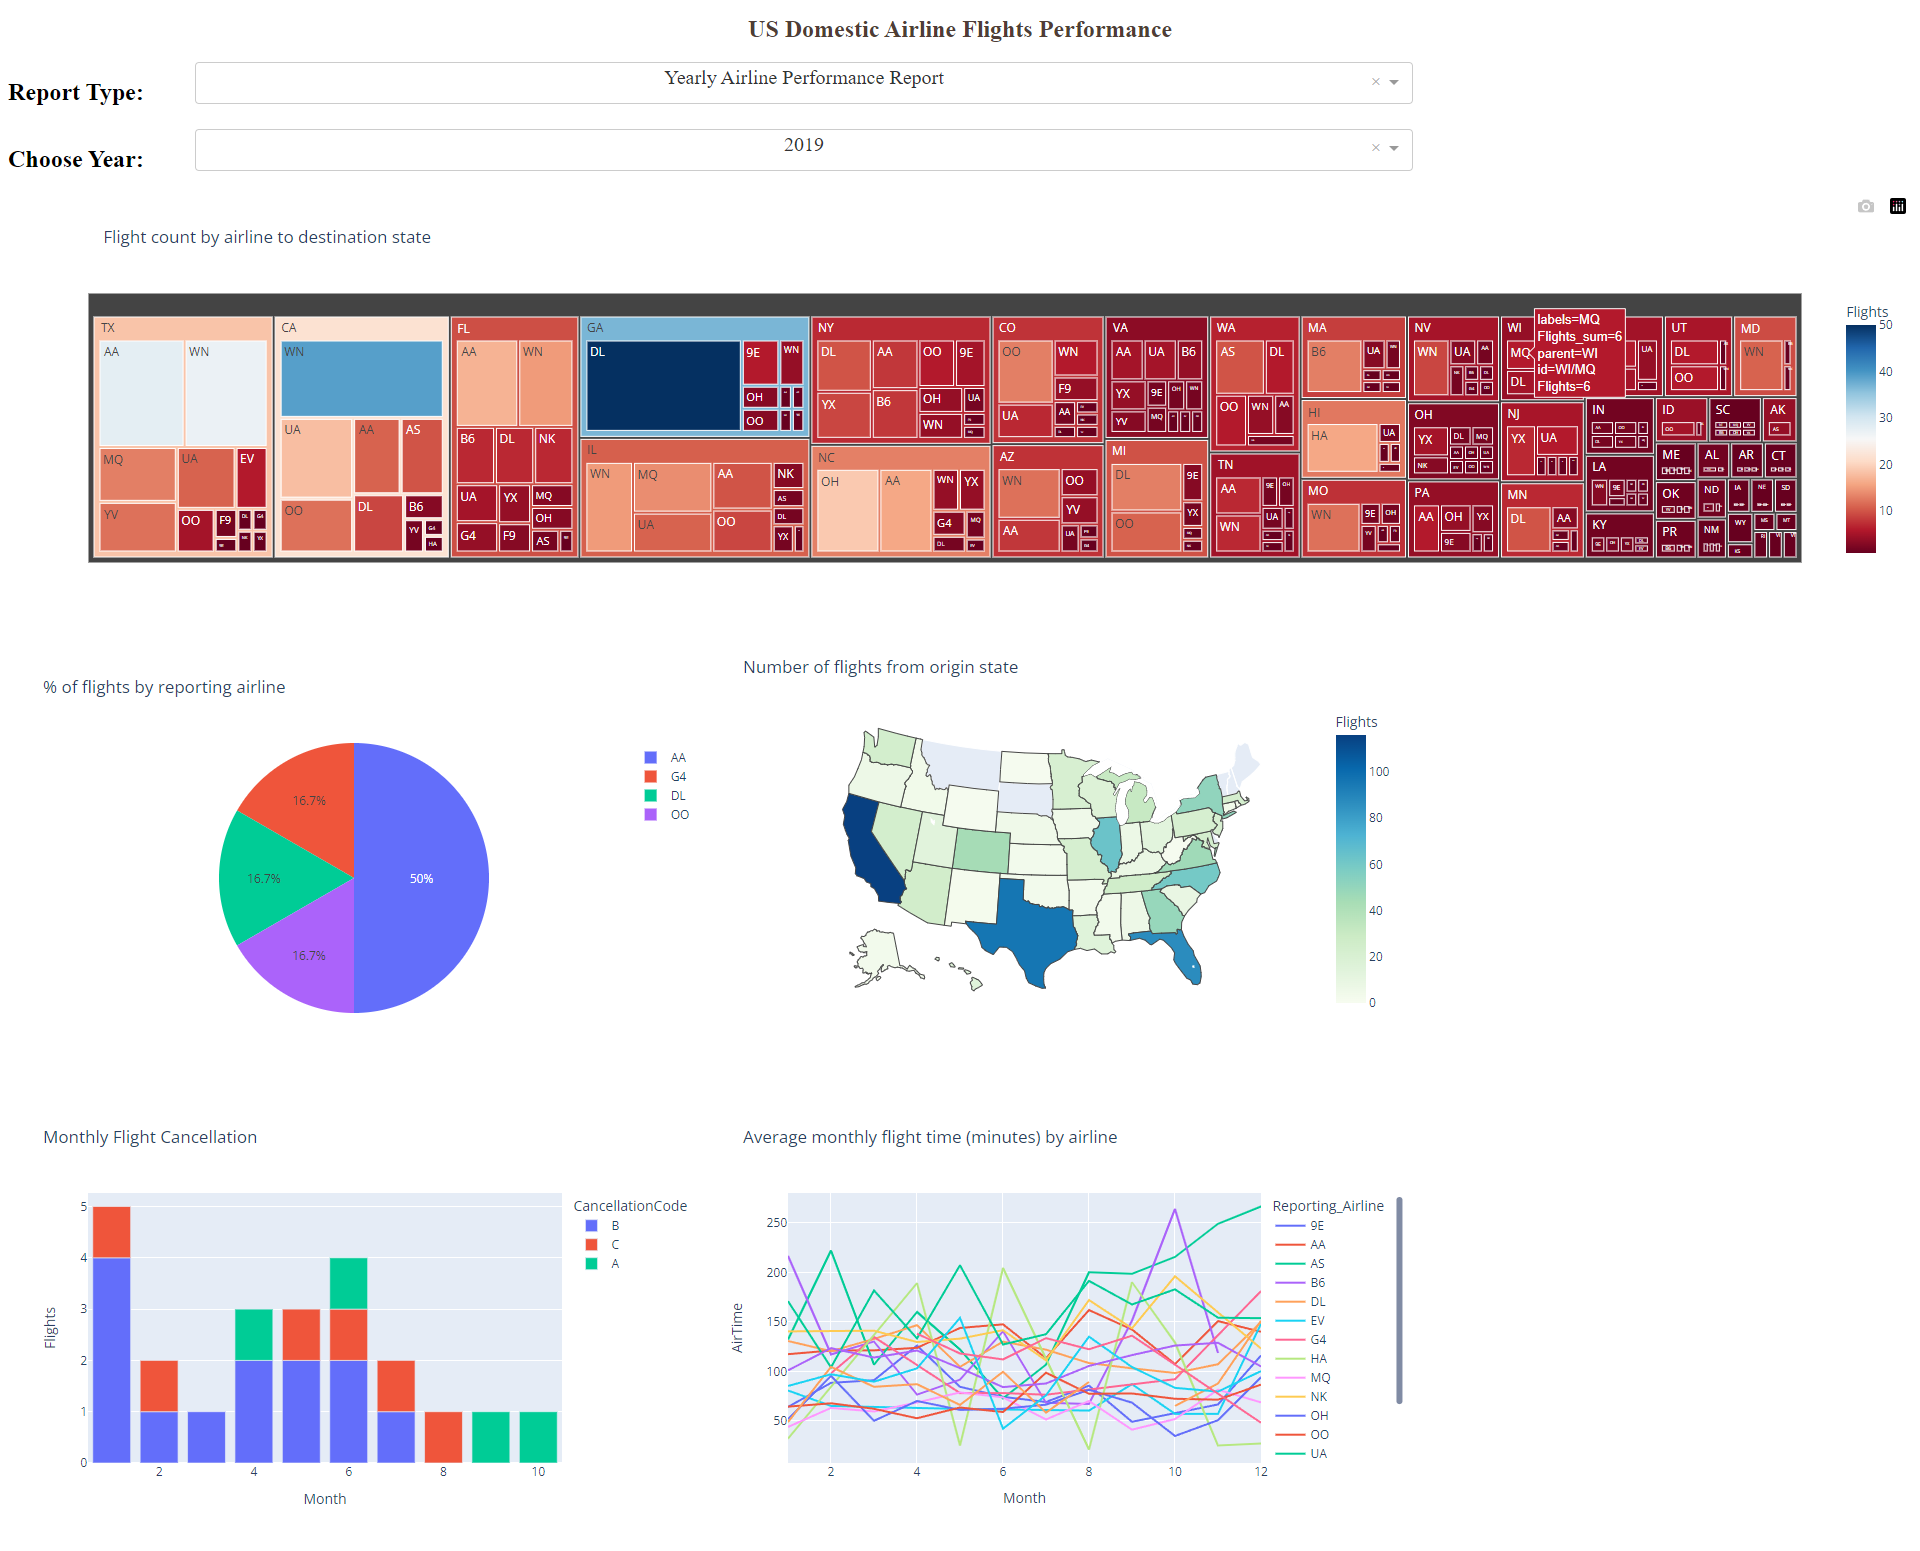 US Domestic Airline Flights Performance
Report Type:
Yearly Airline Performance Report
×
Choose Year:
2019
×
Flight count by airline to destination state
TX
AA
WN
MQ
UA
EV
YV
OO
F9
CA
WN
UA
AA
AS
OO
DL
B6
YV
G4
HA
FL
AA
WN
B6
DL
NK
UA
YX
MQ
OH
G4
F9
AS
GA
DL
9E
WN
OH
OO
IL
WN
MQ
AA
NK
AS
UA
OO
DL
YX
NY
DL
AA
OO
9E
YX
B6
OH
UA
WN
NC
OH
AA
WN
YX
G4
MQ
DL
CO
OO
WN
F9
UA
AA
AZ
WN
OO
YV
AA
UA
VA
AA
UA
B6
YX
9E
OH
WN
YV
MQ
MI
DL
9E
YX
OO
WA
AS
DL
OO
WN
AA
TN
AA
9E
OH
UA
WN
MA
B6
UA
HI
HA
UA
MO
WN
9E
OH
NV
WN
UA
AA
OH
YX
DL
MQ
NK
PA
AA
OH
YX
9E
WI
MQ
DL
UA
labels=MQ
Flights_sum=6
parent=WI
id=WI/MQ
Flights=6
NJ
YX
UA
MN
DL
AA
UT
DL
OO
MD
WN
IN
LA
WN
9E
KY
ID
OO
SC
AK
AS
ME
AL
AR
CT
OK
ND
IA
NE
SD
PR
NM
WY
MS
MT
KS
Flights
50
40
30
20
10
% of flights by reporting airline
50%
16.7%
16.7%
16.7%
AA
G4
DL
OO
Number of flights from origin state
Flights
100
80
60
40
20
0
Monthly Flight Cancellation
Flights
5
4
3
2
1
0
2
4
6
8
10
Month
CancellationCode
B
C
A
Average monthly flight time (minutes) by airline
AirTime
250
200
150
100
50
2
4
6
8
10
12
Month
Reporting_Airline
9E
AA
AS
B6
DL
EV
G4
HA
MQ
NK
OH
OO
UA